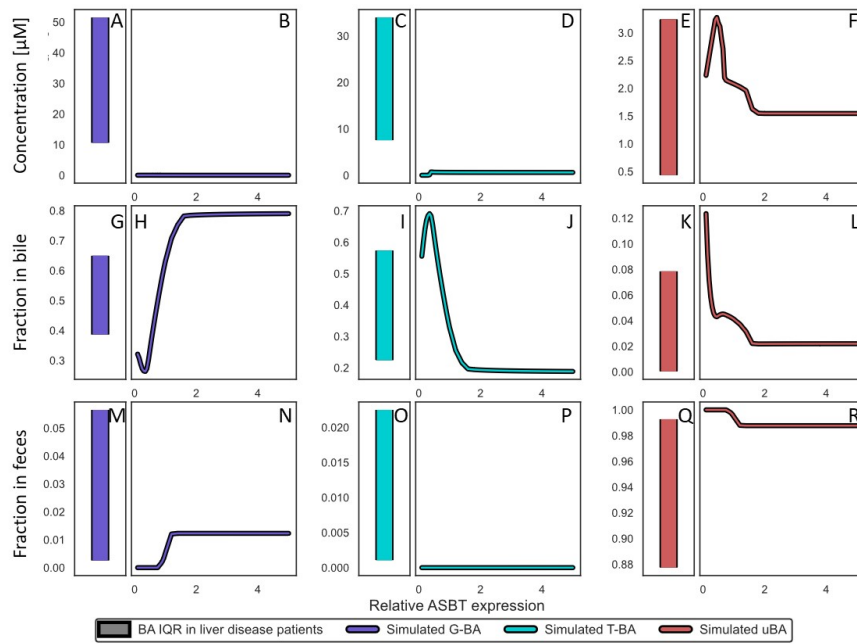 Concentration [µM]
50
40
30
20
10
0
A
B
0 2 4
30
20
10
0
C
D
0 2 4
3.0
2.5
2.0
1.5
1.0
0.5
E
F
0 2 4
Fraction in bile
0.8
0.7
0.6
0.5
0.4
0.3
G
H
0 2 4
0.7
0.6
0.5
0.4
0.3
0.2
I
J
0 2 4
0.12
0.10
0.08
0.06
0.04
0.02
0.00
K
L
0 2 4
Fraction in feces
0.05
0.04
0.03
0.02
0.01
0.00
M
N
0 2 4
0.020
0.015
0.010
0.005
0.000
O
P
0 2 4
1.00
0.98
0.96
0.94
0.92
0.90
0.88
Q
R
0 2 4
Relative ASBT expression
BA IQR in liver disease patients Simulated G-BA Simulated T-BA Simulated uBA